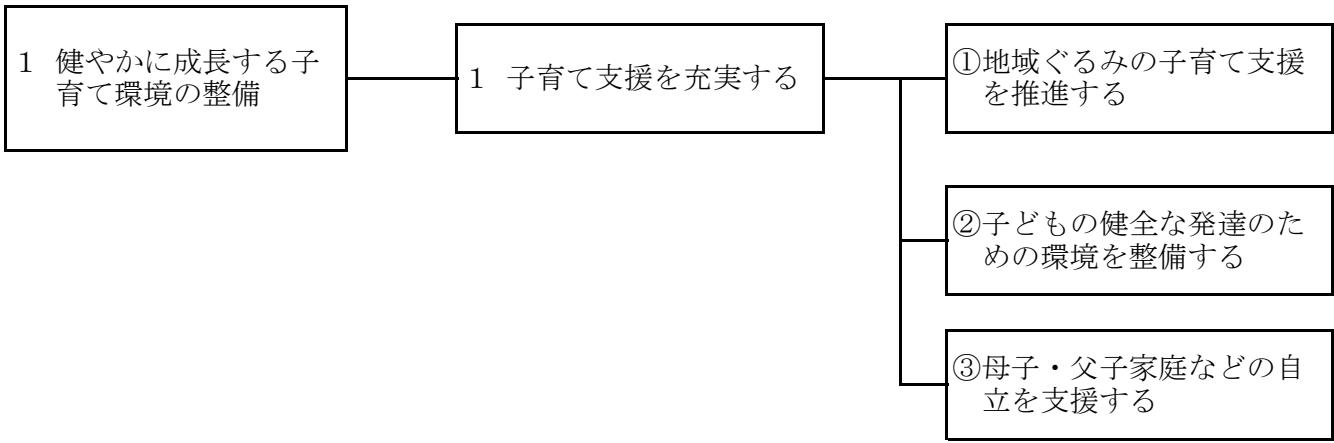 1 健やかに成長する子
育て環境の整備
1 子育て支援を充実する
①地域ぐるみの子育て支援
を推進する
②子どもの健全な発達のた
めの環境を整備する
③母子・父子家庭などの自
立を支援する